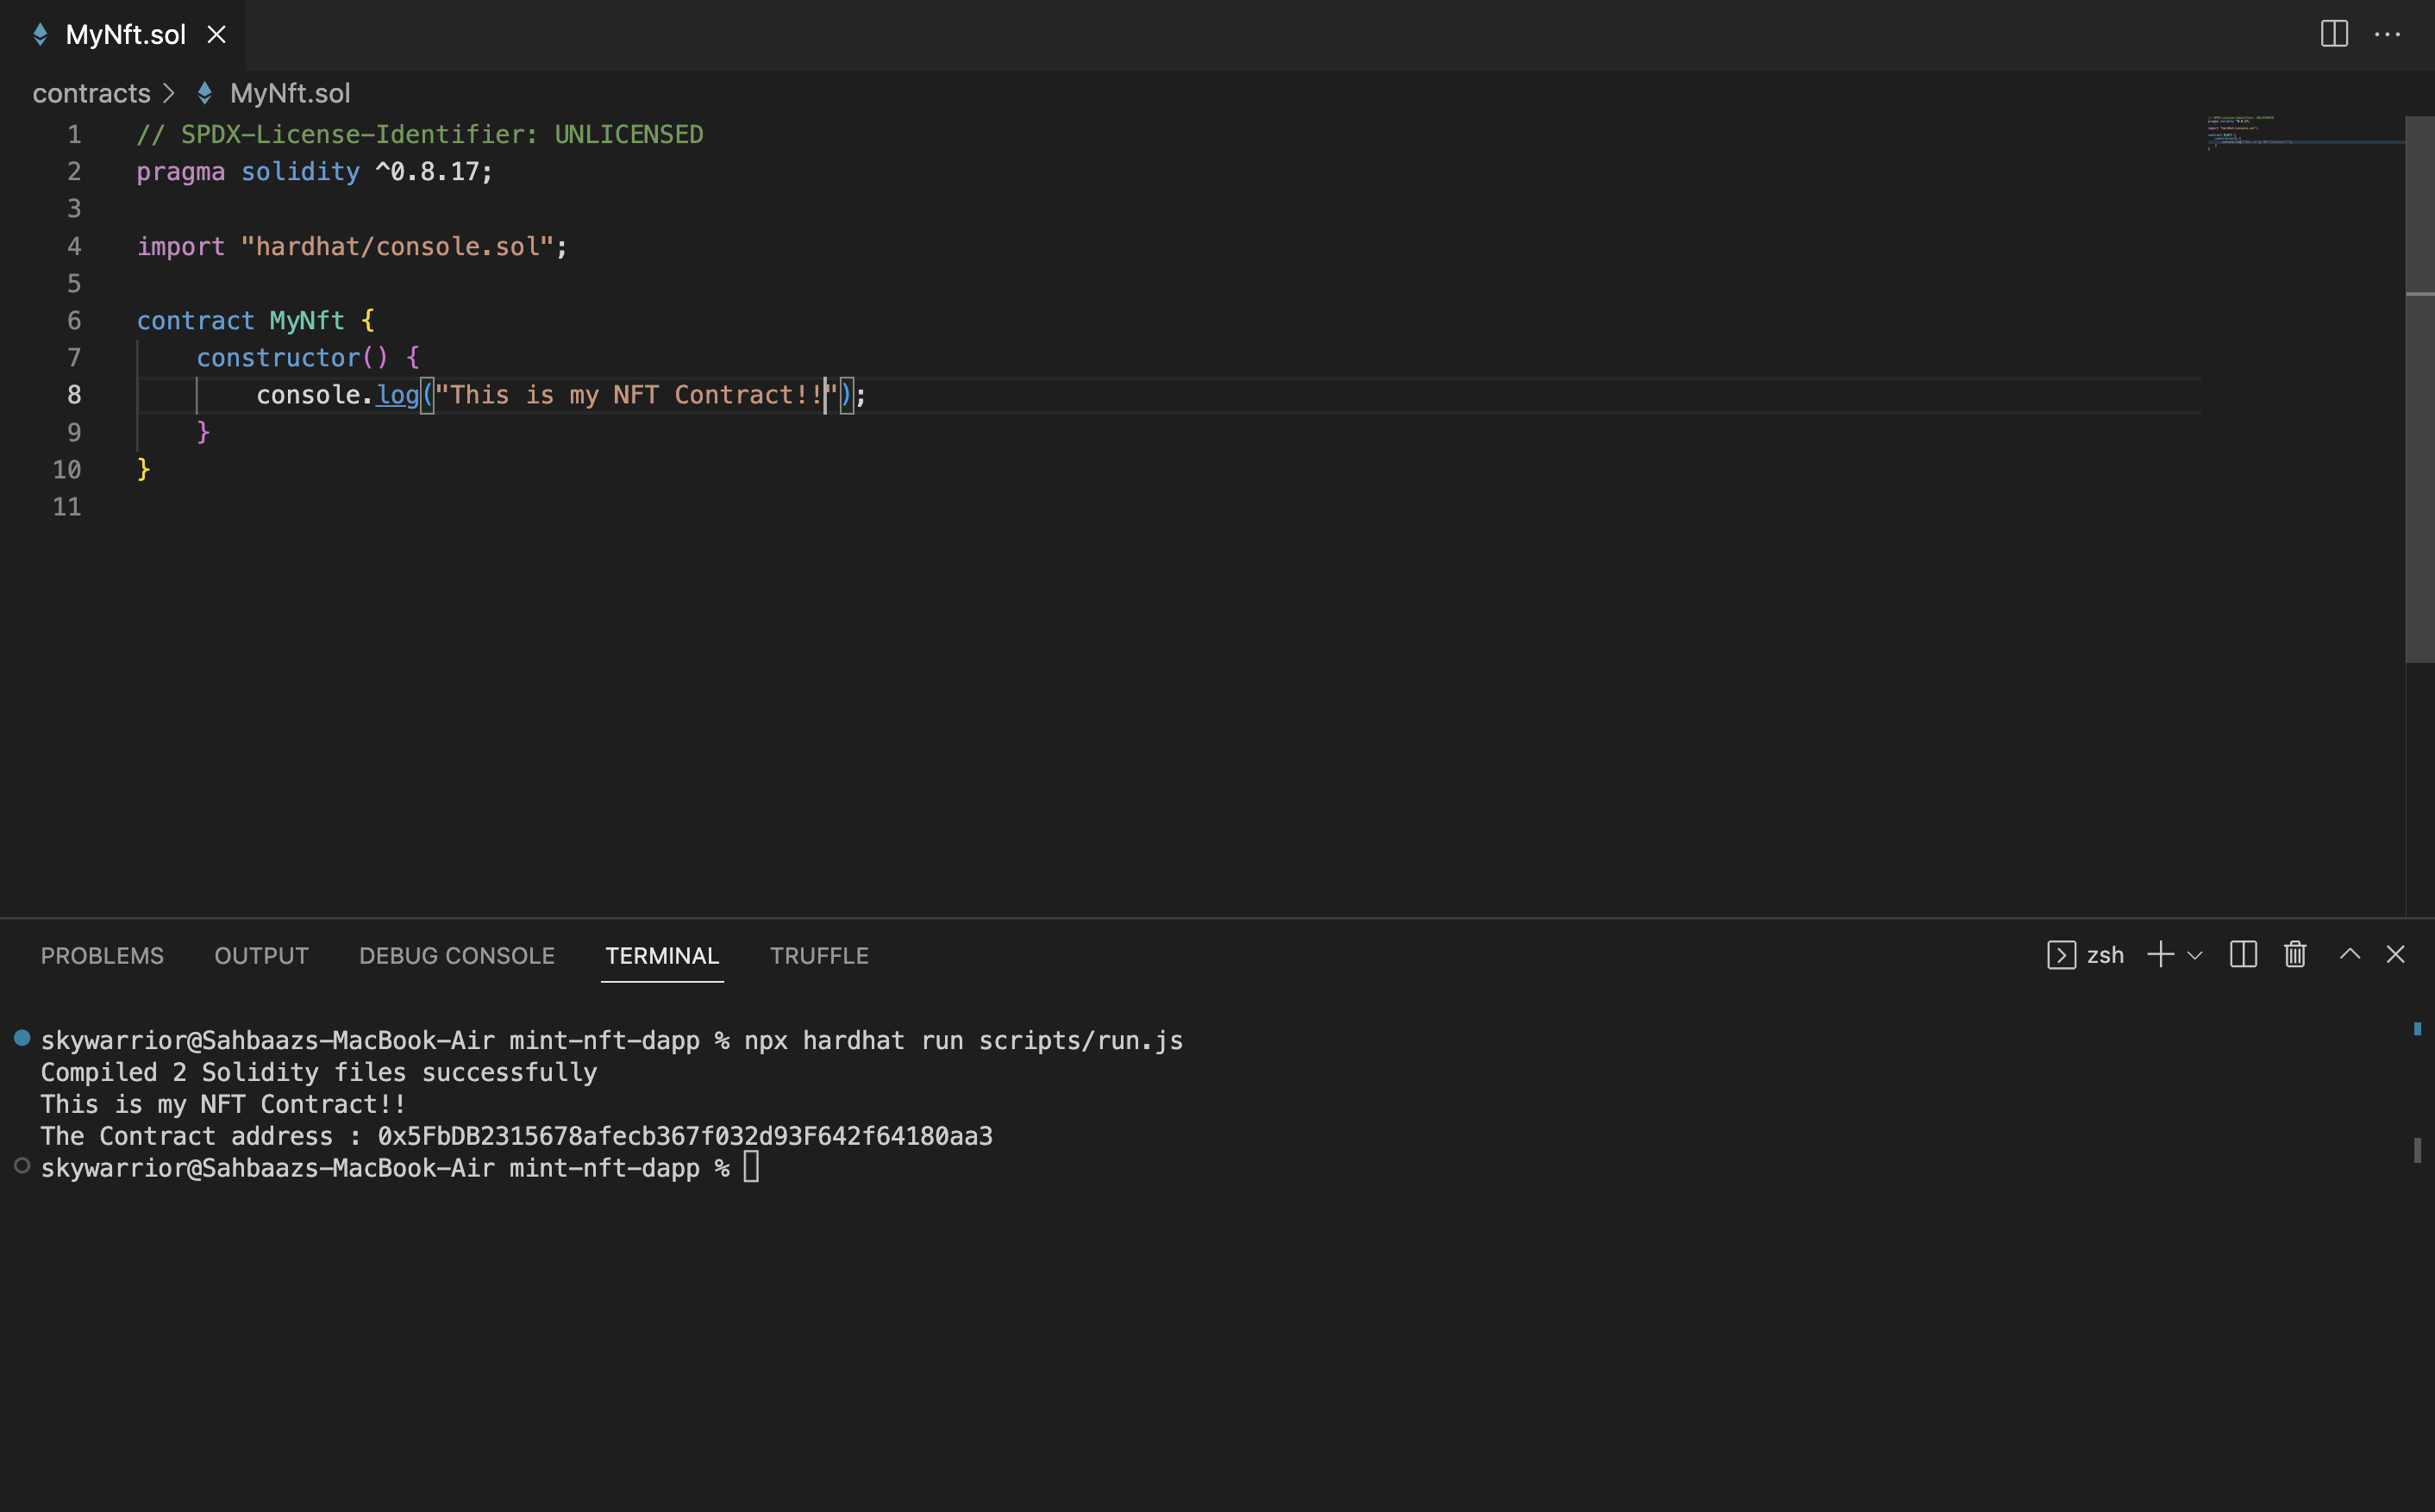 MyNft.sol
contracts > MyNft.sol
1 // SPDX-License-Identifier: UNLICENSED
2 pragma solidity ^0.8.17;
3
4 import "hardhat/console.sol";
5
6 contract MyNft {
7 constructor() {
8 console.log("This is my NFT Contract!!");
9 }
10 }
11
PROBLEMS OUTPUT DEBUG CONSOLE TERMINAL TRUFFLE zsh
skywarrior@Sahbaazs-MacBook-Air mint-nft-dapp % npx hardhat run scripts/run.js
Compiled 2 Solidity files successfully
This is my NFT Contract!!
The Contract address : 0x5FbDB2315678afecb367f032d93F642f64180aa3
skywarrior@Sahbaazs-MacBook-Air mint-nft-dapp %